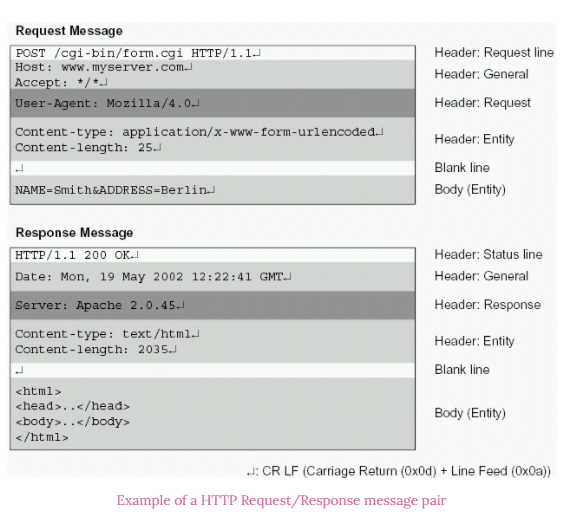 Request Message
POST /cgi-bin/form.cgi HTTP/1.1↵ Header: Request line
Host: www.myserver.com↵ Header: General
Accept: */*↵
User-Agent: Mozilla/4.0↵ Header: Request
Content-type: application/x-www-form-urlencoded↵ Header: Entity
Content-length: 25↵
↵ Blank line
NAME=Smith&ADDRESS=Berlin↵ Body (Entity)
Response Message
HTTP/1.1 200 OK↵ Header: Status line
Date: Mon, 19 May 2002 12:22:41 GMT↵ Header: General
Server: Apache 2.0.45↵ Header: Response
Content-type: text/html↵ Header: Entity
Content-length: 2035↵
↵ Blank line
<html>
<head>..</head>
<body>..</body> Body (Entity)
</html>
↵: CR LF (Carriage Return (0x0d) + Line Feed (0x0a))
Example of a HTTP Request/Response message pair